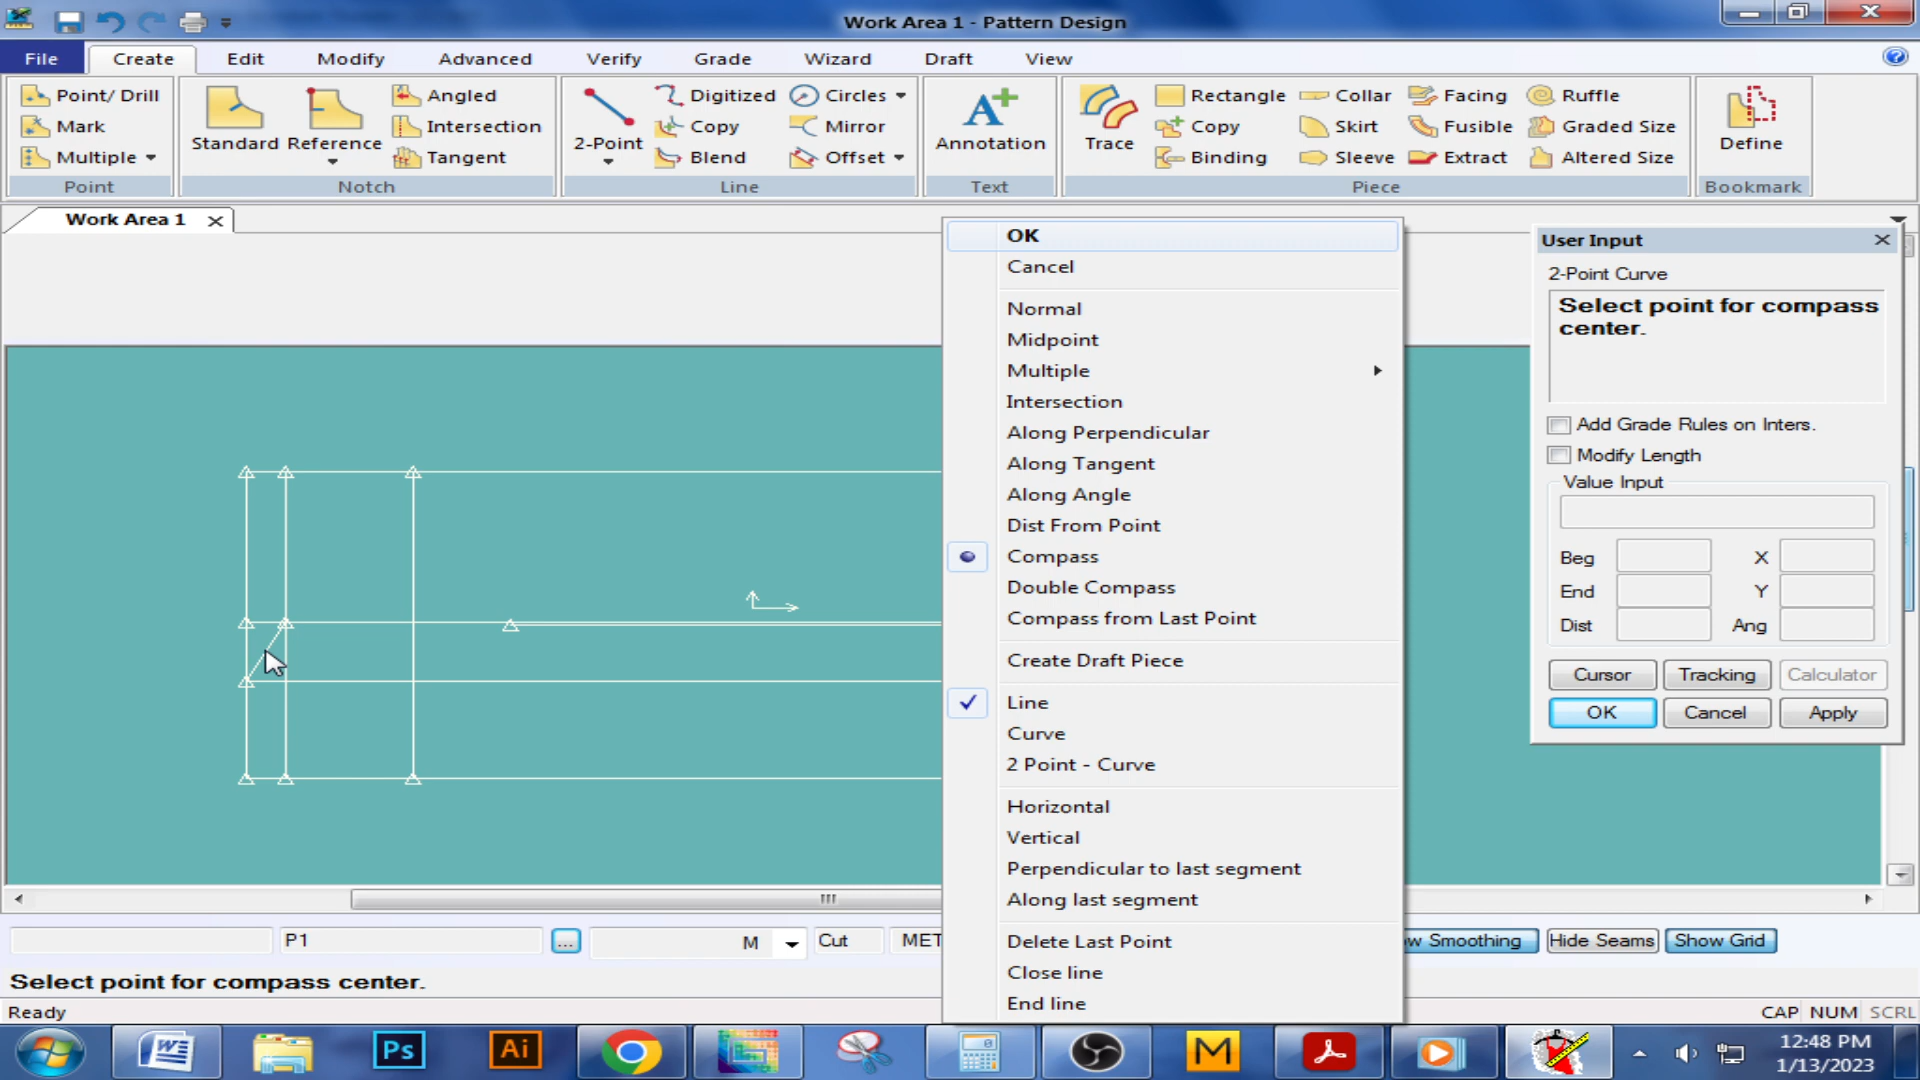 Work Area 1 - Pattern Design
File Create Edit Modify Advanced Verify Grade Wizard Draft View
Point/ Drill
Mark
Multiple
Point
Standard
Reference
Angled
Intersection
Tangent
Notch
2-Point
Digitized
Copy
Blend
Circles
Mirror
Offset
Line
Annotation
Text
Trace
Rectangle
Copy
Binding
Collar
Skirt
Sleeve
Facing
Fusible
Extract
Ruffle
Graded Size
Altered Size
Piece
Define
Bookmark
Work Area 1
OK
Cancel
Normal
Midpoint
Multiple
Intersection
Along Perpendicular
Along Tangent
Along Angle
Dist From Point
Compass
Double Compass
Compass from Last Point
Create Draft Piece
Line
Curve
2 Point - Curve
Horizontal
Vertical
Perpendicular to last segment
Along last segment
Delete Last Point
Close line
End line
User Input
2-Point Curve
Select point for compass
center.
Add Grade Rules on Inters.
Modify Length
Value Input
Beg X
End Y
Dist Ang
Cursor Tracking Calculator
OK Cancel Apply
P1 ... M Cut MET
w Smoothing Hide Seams Show Grid
Select point for compass center.
Ready
CAP NUM SCRL
Ps Ai M
12:48 PM
1/13/2023